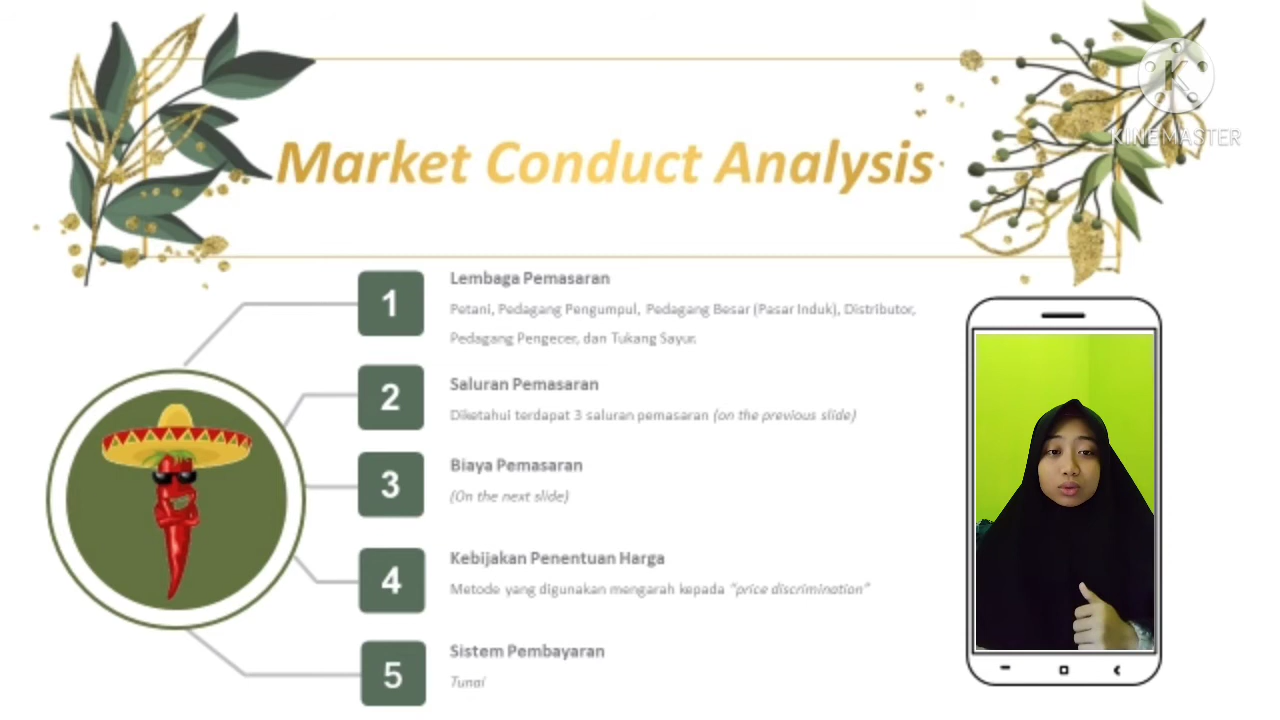 KINEMASTER
Market Conduct Analysis
1
Lembaga Pemasaran
Petani, Pedagang Pengumpul, Pedagang Besar (Pasar Induk), Distributor,
Pedagang Pengecer, dan Tukang Sayur.
2
Saluran Pemasaran
Diketahui terdapat 3 saluran pemasaran (on the previous slide)
3
Biaya Pemasaran
(On the next slide)
4
Kebijakan Penentuan Harga
Metode yang digunakan mengarah kepada “price discrimination”
5
Sistem Pembayaran
Tunai